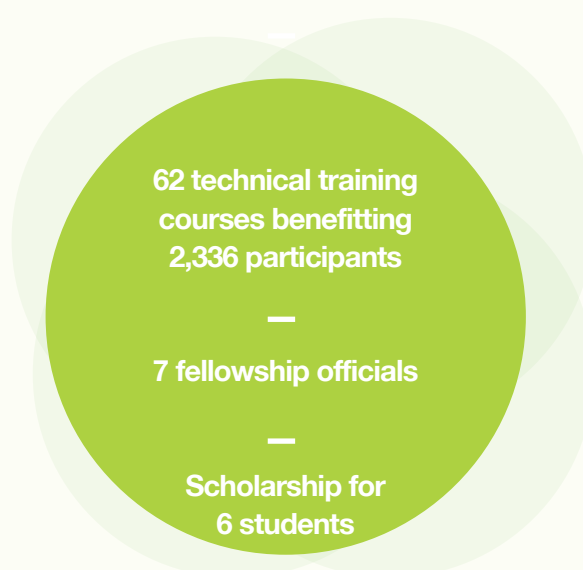 62 technical training
courses benefitting
2,336 participants
–
7 fellowship officials
–
Scholarship for
6 students